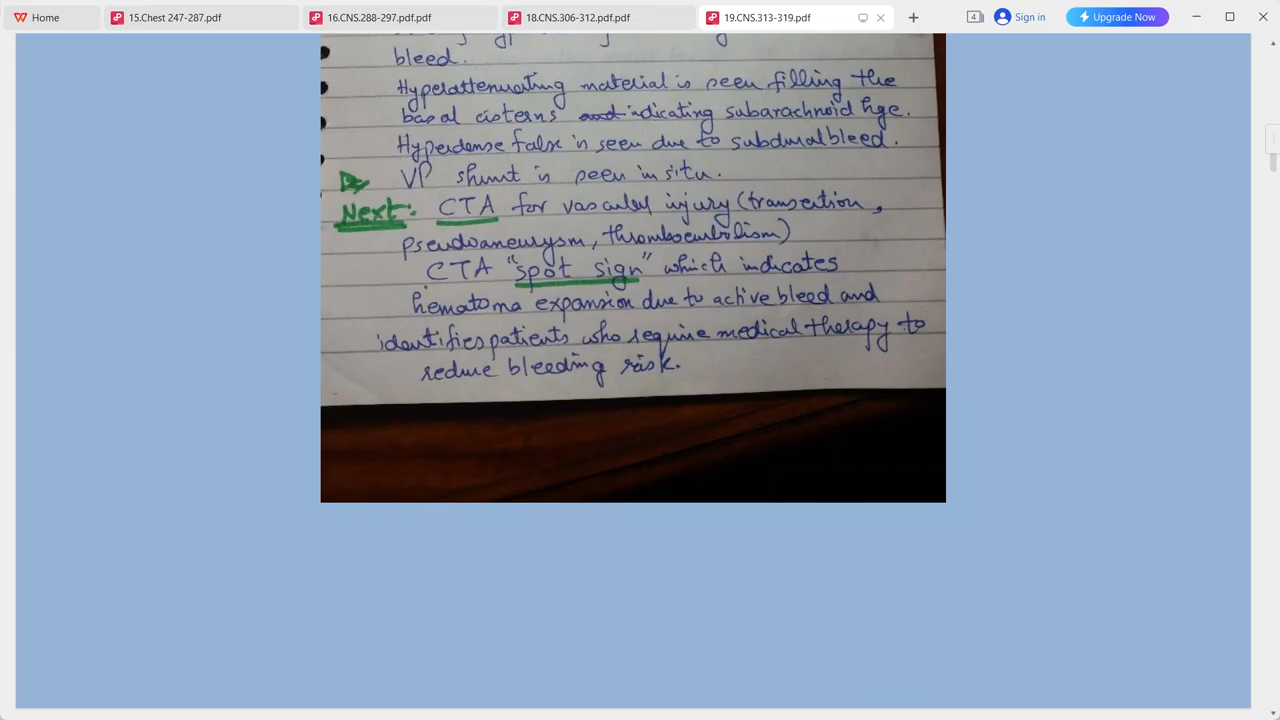 Home
15.Chest 247-287.pdf
16.CNS.288-297.pdf
18.CNS.306-312.pdf.pdf
19.CNS.313-319.pdf
4
Sign in
Upgrade Now
bleed.
Hyperattenuating material is seen filling the
basal cisterns and indicating subarachnoid hge.
Hyperdense falx is seen due to subdural bleed.
VP shunt is seen in situ.
Next: CTA for vascular injury (transection,
pseudoaneurysm, thromboembolism)
CTA "spot sign" which indicates
hematoma expansion due to active bleed and
identifies patients who require medical therapy to
reduce bleeding risk.